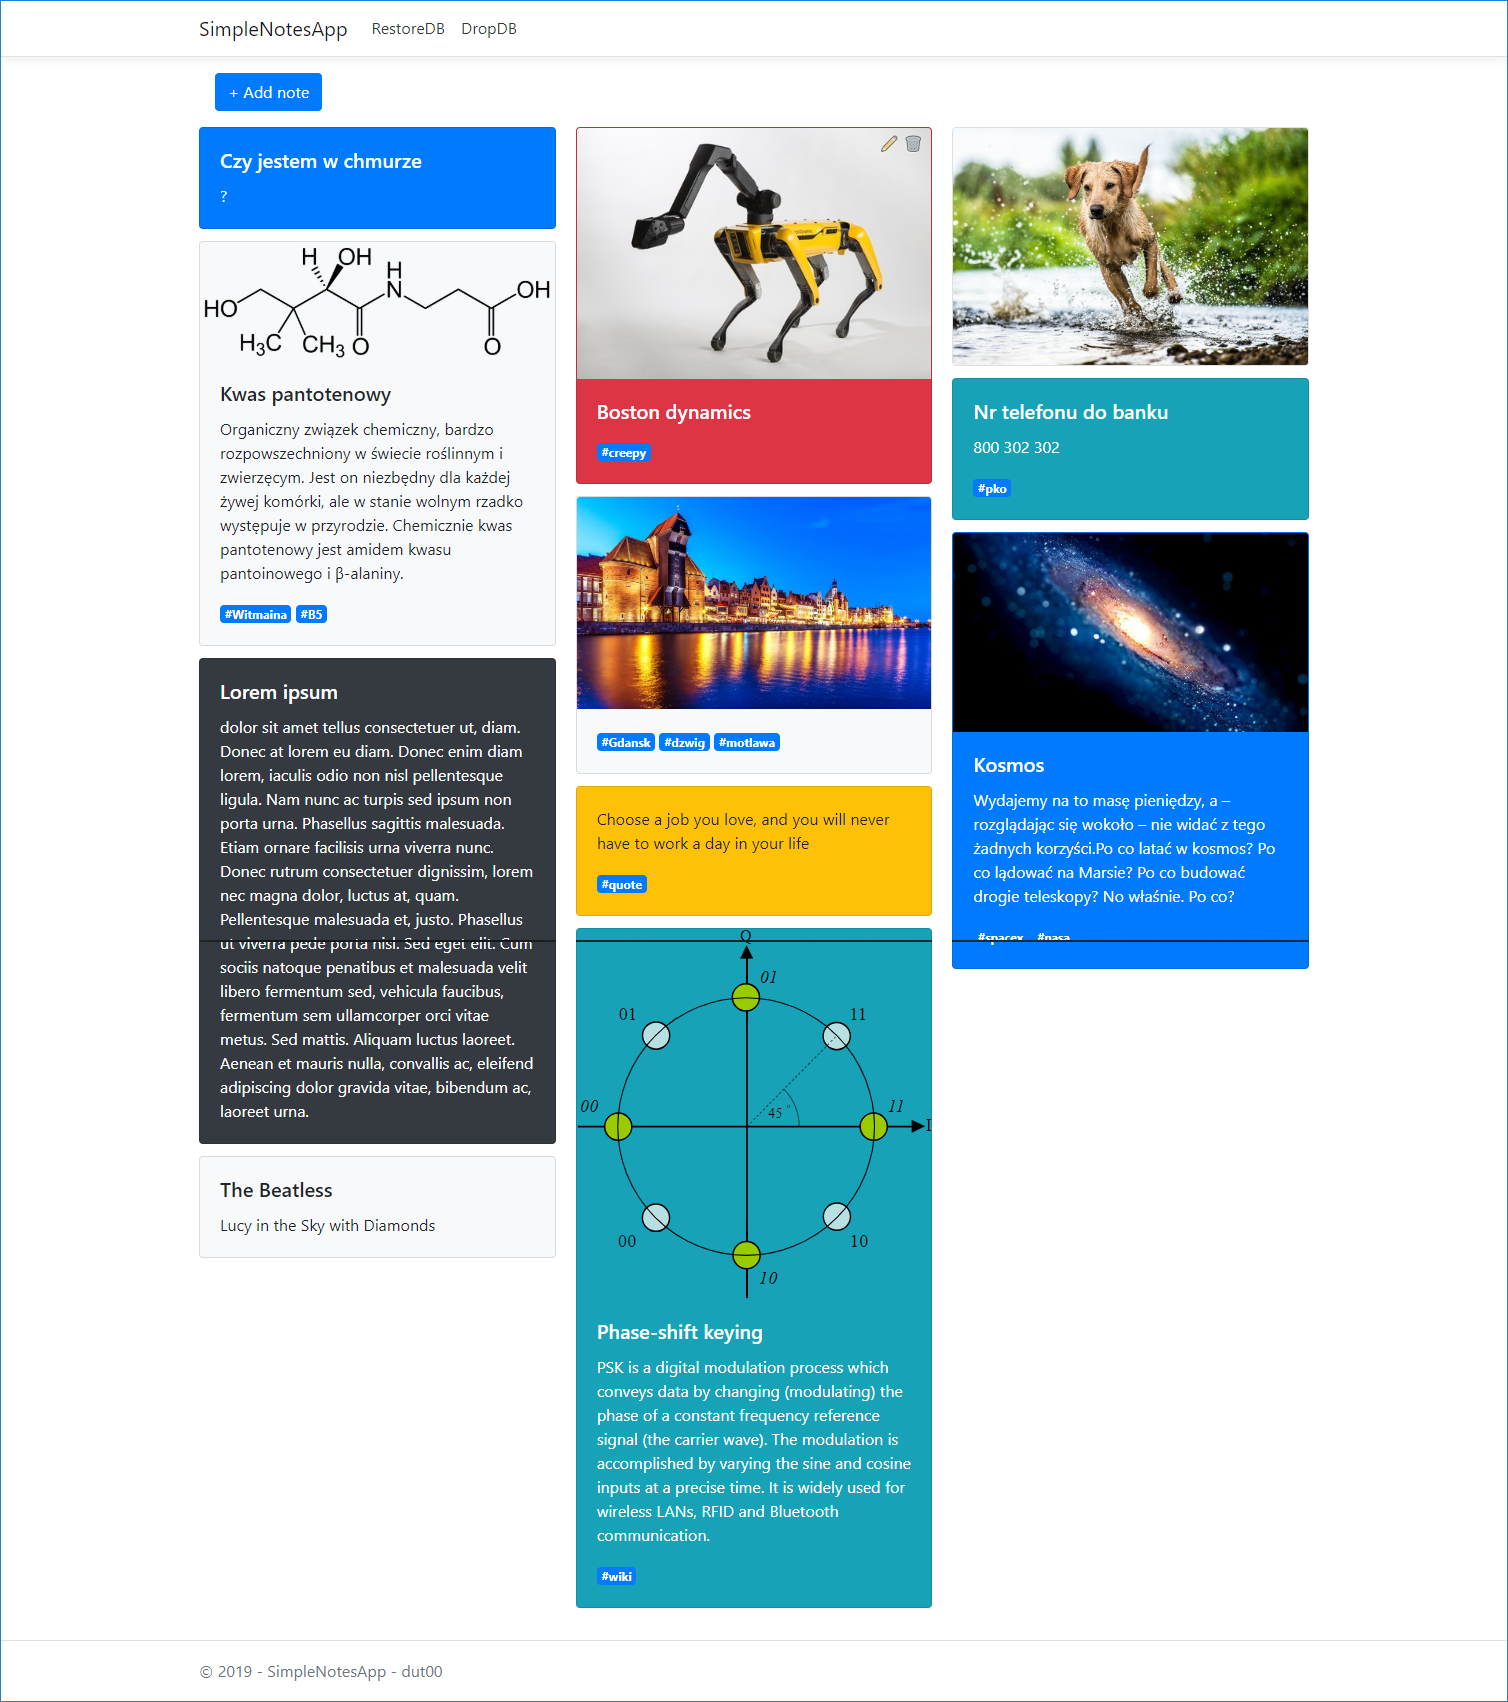 SimpleNotesApp RestoreDB DropDB
+ Add note
Czy jestem w chmurze
?
H OH
H
N
HO OH
H3C CH3 O O
Kwas pantotenowy
Organiczny związek chemiczny, bardzo
rozpowszechniony w świecie roślinnym i
zwierzęcym. Jest on niezbędny dla każdej
żywej komórki, ale w stanie wolnym rzadko
występuje w przyrodzie. Chemicznie kwas
pantotenowy jest amidem kwasu
pantoinowego i β-alaniny.
#Witmaina #B5
Lorem ipsum
dolor sit amet tellus consectetuer ut, diam.
Donec at lorem eu diam. Donec enim diam
lorem, iaculis odio non nisl pellentesque
ligula. Nam nunc ac turpis sed ipsum non
porta urna. Phasellus sagittis malesuada.
Etiam ornare facilisis urna viverra nunc.
Donec rutrum consectetuer dignissim, lorem
nec magna dolor, luctus at, quam.
Pellentesque malesuada et, justo. Phasellus
ut viverra pede porta nisl. Sed eget elit. Cum
sociis natoque penatibus et malesuada velit
libero fermentum sed, vehicula faucibus,
fermentum sem ullamcorper orci vitae
metus. Sed mattis. Aliquam luctus laoreet.
Aenean et mauris nulla, convallis ac, eleifend
adipiscing dolor gravida vitae, bibendum ac,
laoreet urna.
The Beatless
Lucy in the Sky with Diamonds
Boston dynamics
#creepy
#Gdansk #dzwig #motlawa
Choose a job you love, and you will never
have to work a day in your life
#quote
Q
01
01 11
45 °
00 11
I
00 10
10
Phase-shift keying
PSK is a digital modulation process which
conveys data by changing (modulating) the
phase of a constant frequency reference
signal (the carrier wave). The modulation is
accomplished by varying the sine and cosine
inputs at a precise time. It is widely used for
wireless LANs, RFID and Bluetooth
communication.
#wiki
Nr telefonu do banku
800 302 302
#pko
Kosmos
Wydajemy na to masę pieniędzy, a –
rozglądając się wokoło – nie widać z tego
żadnych korzyści.Po co latać w kosmos? Po
co lądować na Marsie? Po co budować
drogie teleskopy? No właśnie. Po co?
#spacex #nasa
© 2019 - SimpleNotesApp - dut00